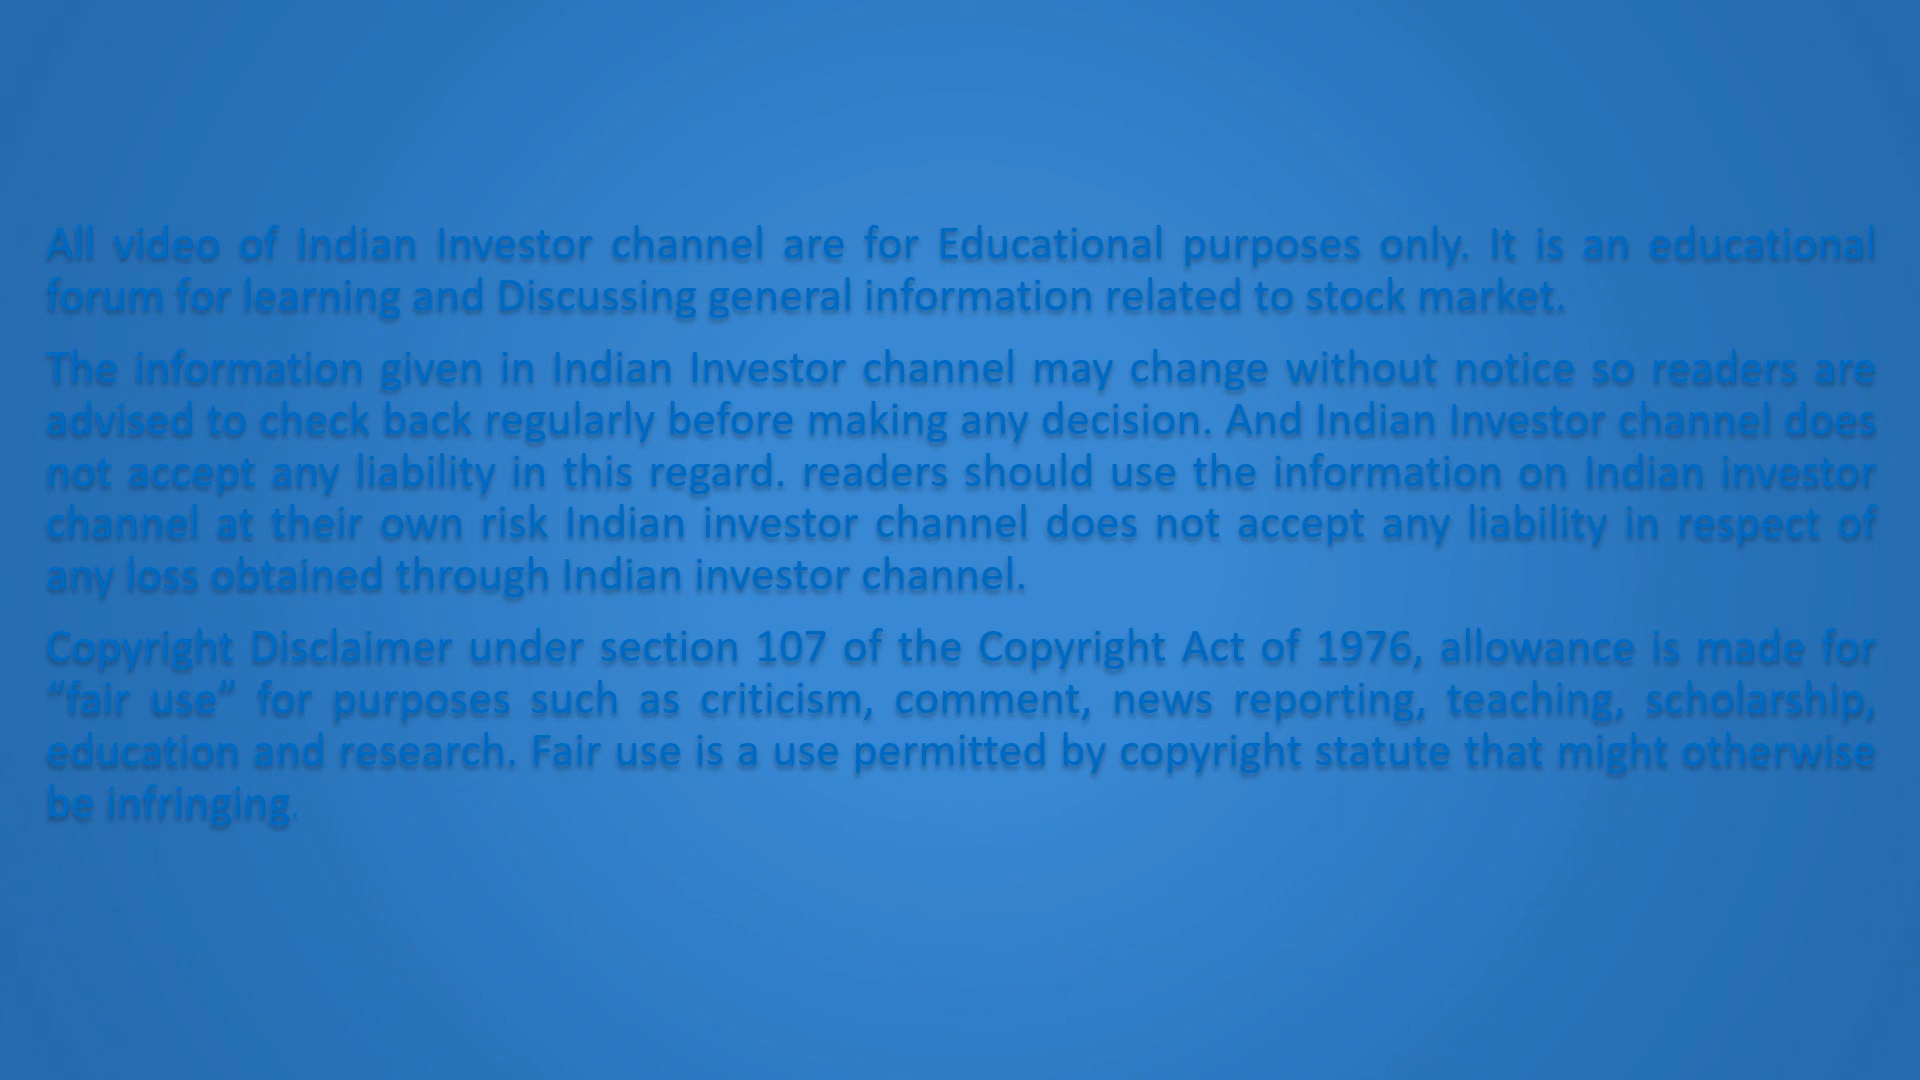 All video of Indian Investor channel are for Educational purposes only. It is an educational
forum for learning and Discussing general information related to stock market.
The information given in Indian Investor channel may change without notice so readers are
advised to check back regularly before making any decision. And Indian Investor channel does
not accept any liability in this regard. readers should use the information on Indian investor
channel at their own risk Indian investor channel does not accept any liability in respect of
any loss obtained through Indian investor channel.
Copyright Disclaimer under section 107 of the Copyright Act of 1976, allowance is made for
“fair use” for purposes such as criticism, comment, news reporting, teaching, scholarship,
education and research. Fair use is a use permitted by copyright statute that might otherwise
be infringing.